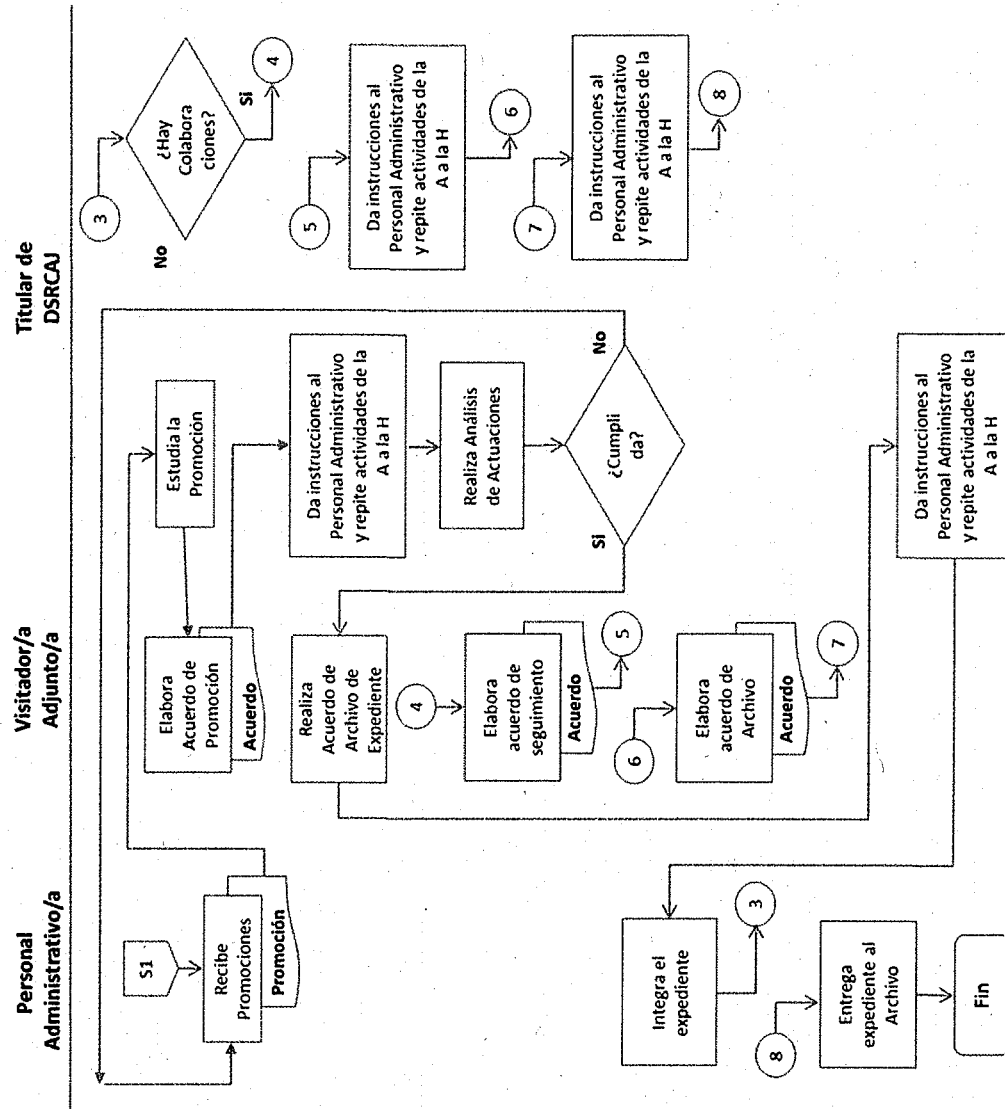 Personal
Administrativo/a
Visitador/a
Adjunto/a
Titular de
DSRCAJ
S1
Recibe
Promociones
Promoción
Estudia la
Promoción
Elabora
Acuerdo de
Promoción
Acuerdo
Da instrucciones al
Personal Administrativo
y repite actividades de la
A a la H
Realiza Análisis
de Actuaciones
¿Cumpli
da?
Si
No
Realiza
Acuerdo de
Archivo de
Expediente
Da instrucciones al
Personal Administrativo
y repite actividades de la
A a la H
Integra el
expediente
3
3
¿Hay
Colabora
ciones?
No
Si
4
4
Elabora
acuerdo de
seguimiento
Acuerdo
5
5
Da instrucciones al
Personal Administrativo
y repite actividades de la
A a la H
6
6
Elabora
acuerdo de
Archivo
Acuerdo
7
7
Da instrucciones al
Personal Administrativo
y repite actividades de la
A a la H
8
8
Entrega
expediente al
Archivo
Fin